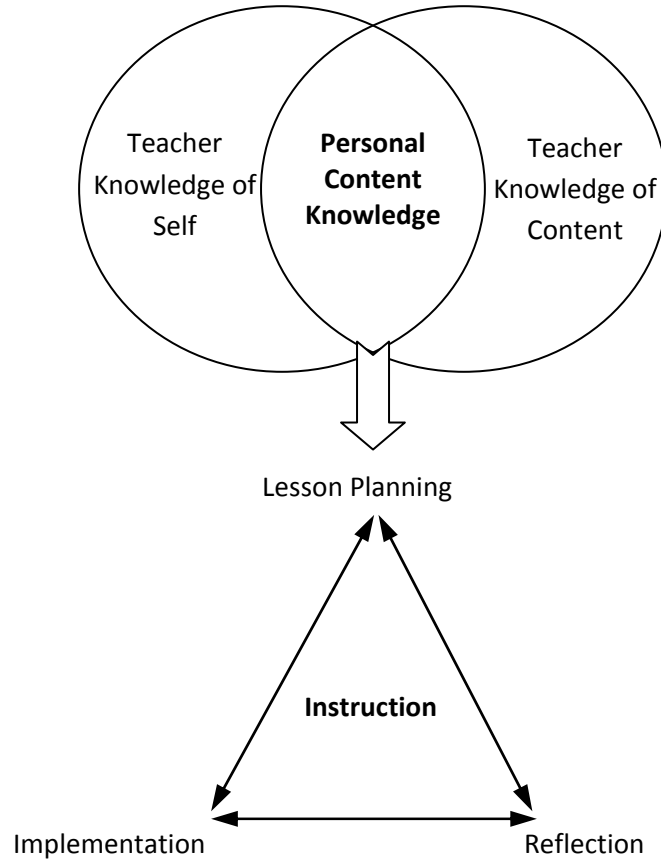 Teacher
Knowledge of
Self
Personal
Content
Knowledge
Teacher
Knowledge of
Content
Lesson Planning
Instruction
Implementation
Reflection